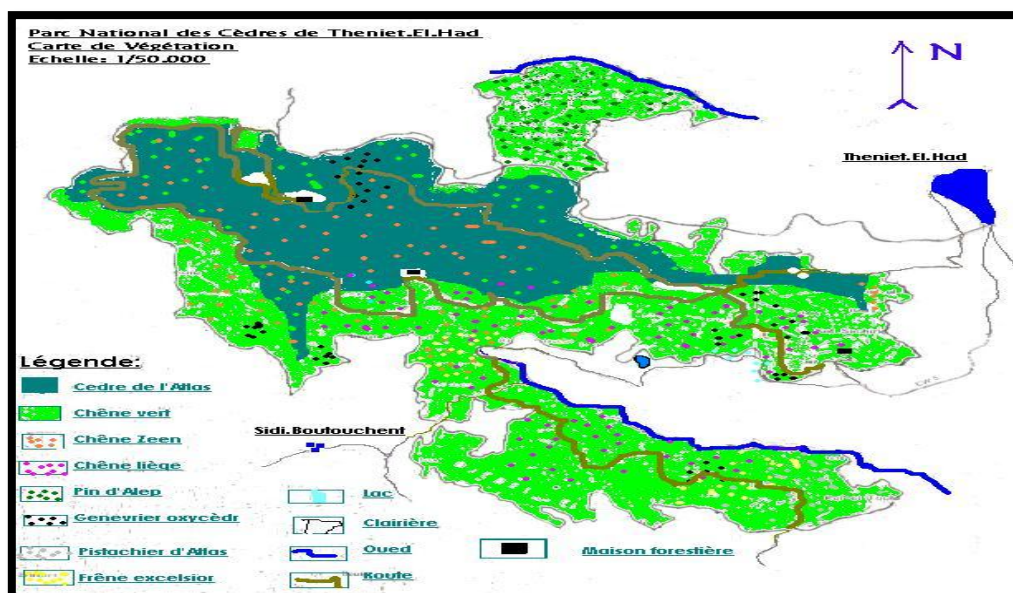 Parc National des Cèdres de Theniet.El.Had
Carte de Végétation
Echelle: 1/50.000
N
Theniet.El.Had
Légende:
Cedre de l'Atlas
Chêne vert
Chêne Zeen
Sidi.Boutouchent
Chêne liège
Pin d'Alep
Lac
Genevrier oxycèdr
Clairière
Pistachier d'Atlas
Oued
Maison forestière
Frêne excelsior
Route